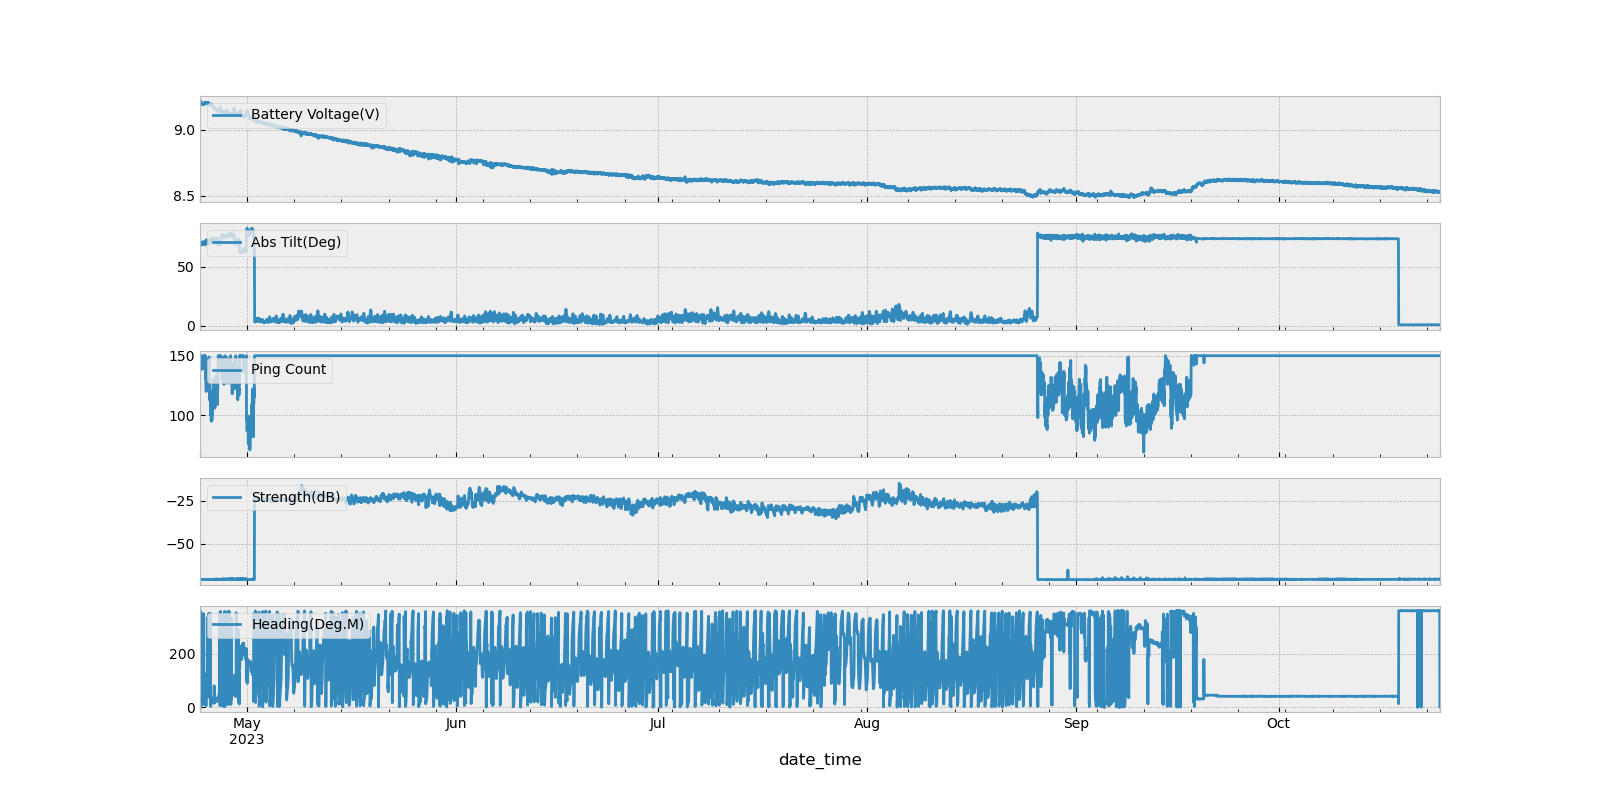 Battery Voltage(V)
9.0
8.5
Abs Tilt(Deg)
50
0
150
Ping Count
100
Strength(dB)
−25
−50
Heading(Deg.M)
200
0
May Jun Jul Aug Sep Oct
2023
date_time